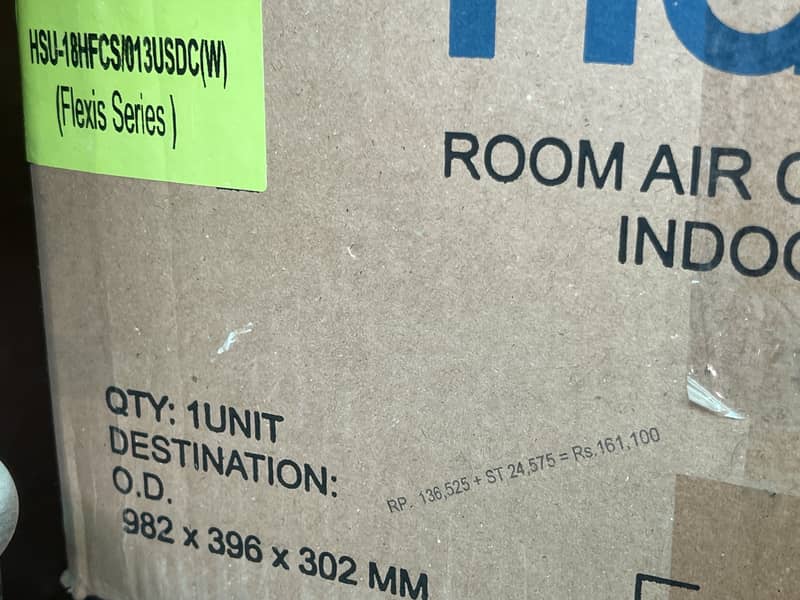 HSU-18HFCS/013USDC(W)
(Flexis Series )
ROOM AIR
QTY: 1UNIT
DESTINATION:
O.D.
982 x 396 x 302 MM
RP. 136,525 + ST 24,575 = Rs.161,100